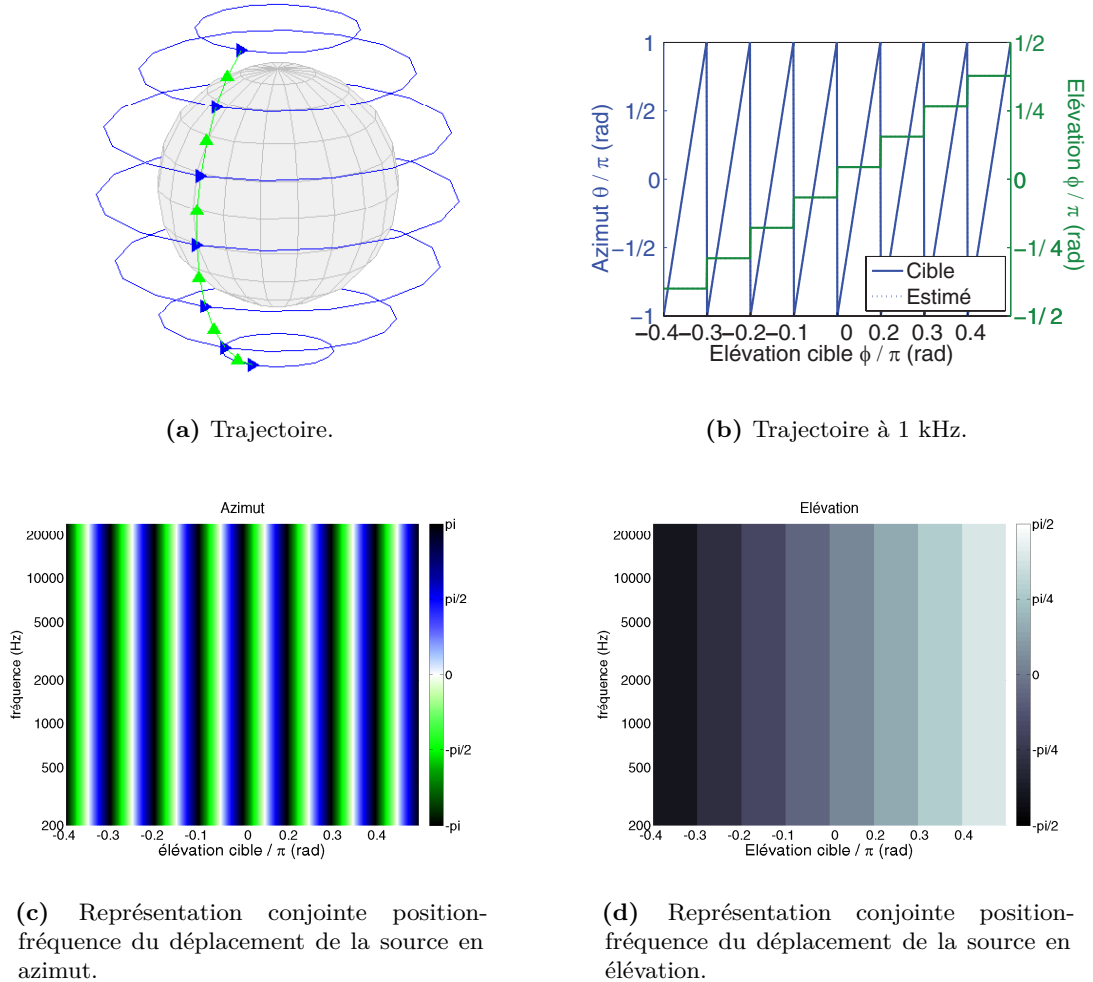 1
1/2
0
−1/2
−1
Azimut θ / π (rad)
1/2
1/4
0
−1/ 4
−1/ 2
Elévation ϕ / π (rad)
Cible
Estimé
−0.4 −0.3 −0.2 −0.1 0 0.2 0.3 0.4
Elévation cible ϕ / π (rad)
(a) Trajectoire.
(b) Trajectoire à 1 kHz.
Azimut
20000
10000
5000
2000
1000
500
200
fréquence (Hz)
pi
pi/2
0
-pi/2
-pi
-0.4 -0.3 -0.2 -0.1 0 0.2 0.3 0.4
élévation cible / π (rad)
Elévation
20000
10000
5000
2000
1000
500
200
fréquence (Hz)
pi/2
pi/4
0
-pi/4
-pi/2
-0.4 -0.3 -0.2 -0.1 0 0.2 0.3 0.4
Elévation cible / π (rad)
(c) Représentation conjointe position-
fréquence du déplacement de la source en
azimut.
(d) Représentation conjointe position-
fréquence du déplacement de la source en
élévation.